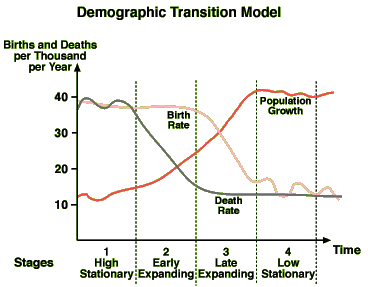 Demographic Transition Model
Births and Deaths
per Thousand
per Year
40
30
20
10
Birth
Rate
Population
Growth
Death
Rate
Time
Stages
1
High
Stationary
2
Early
Expanding
3
Late
Expanding
4
Low
Stationary